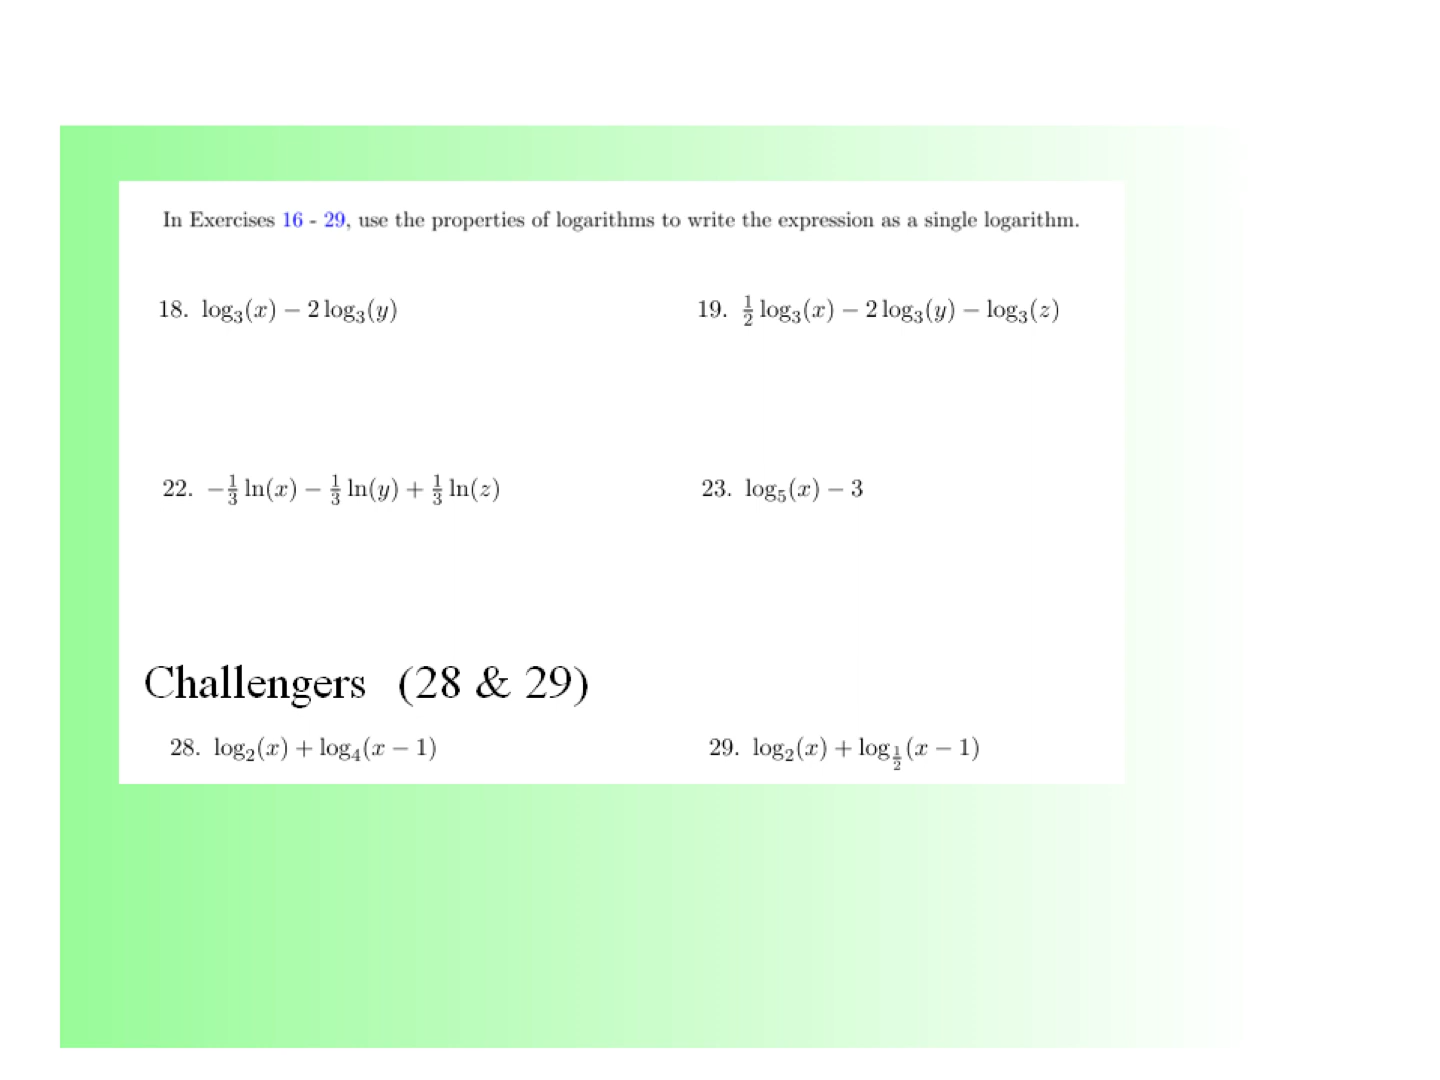 In Exercises 16 - 29, use the properties of logarithms to write the expression as a single logarithm.
18. log₃(x) − 2 log₃(y)
19. ½ log₃(x) − 2 log₃(y) − log₃(z)
22. −⅓ ln(x) − ⅓ ln(y) + ⅓ ln(z)
23. log₅(x) − 3
Challengers (28 & 29)
28. log₂(x) + log₄(x − 1)
29. log₂(x) + log_½(x − 1)